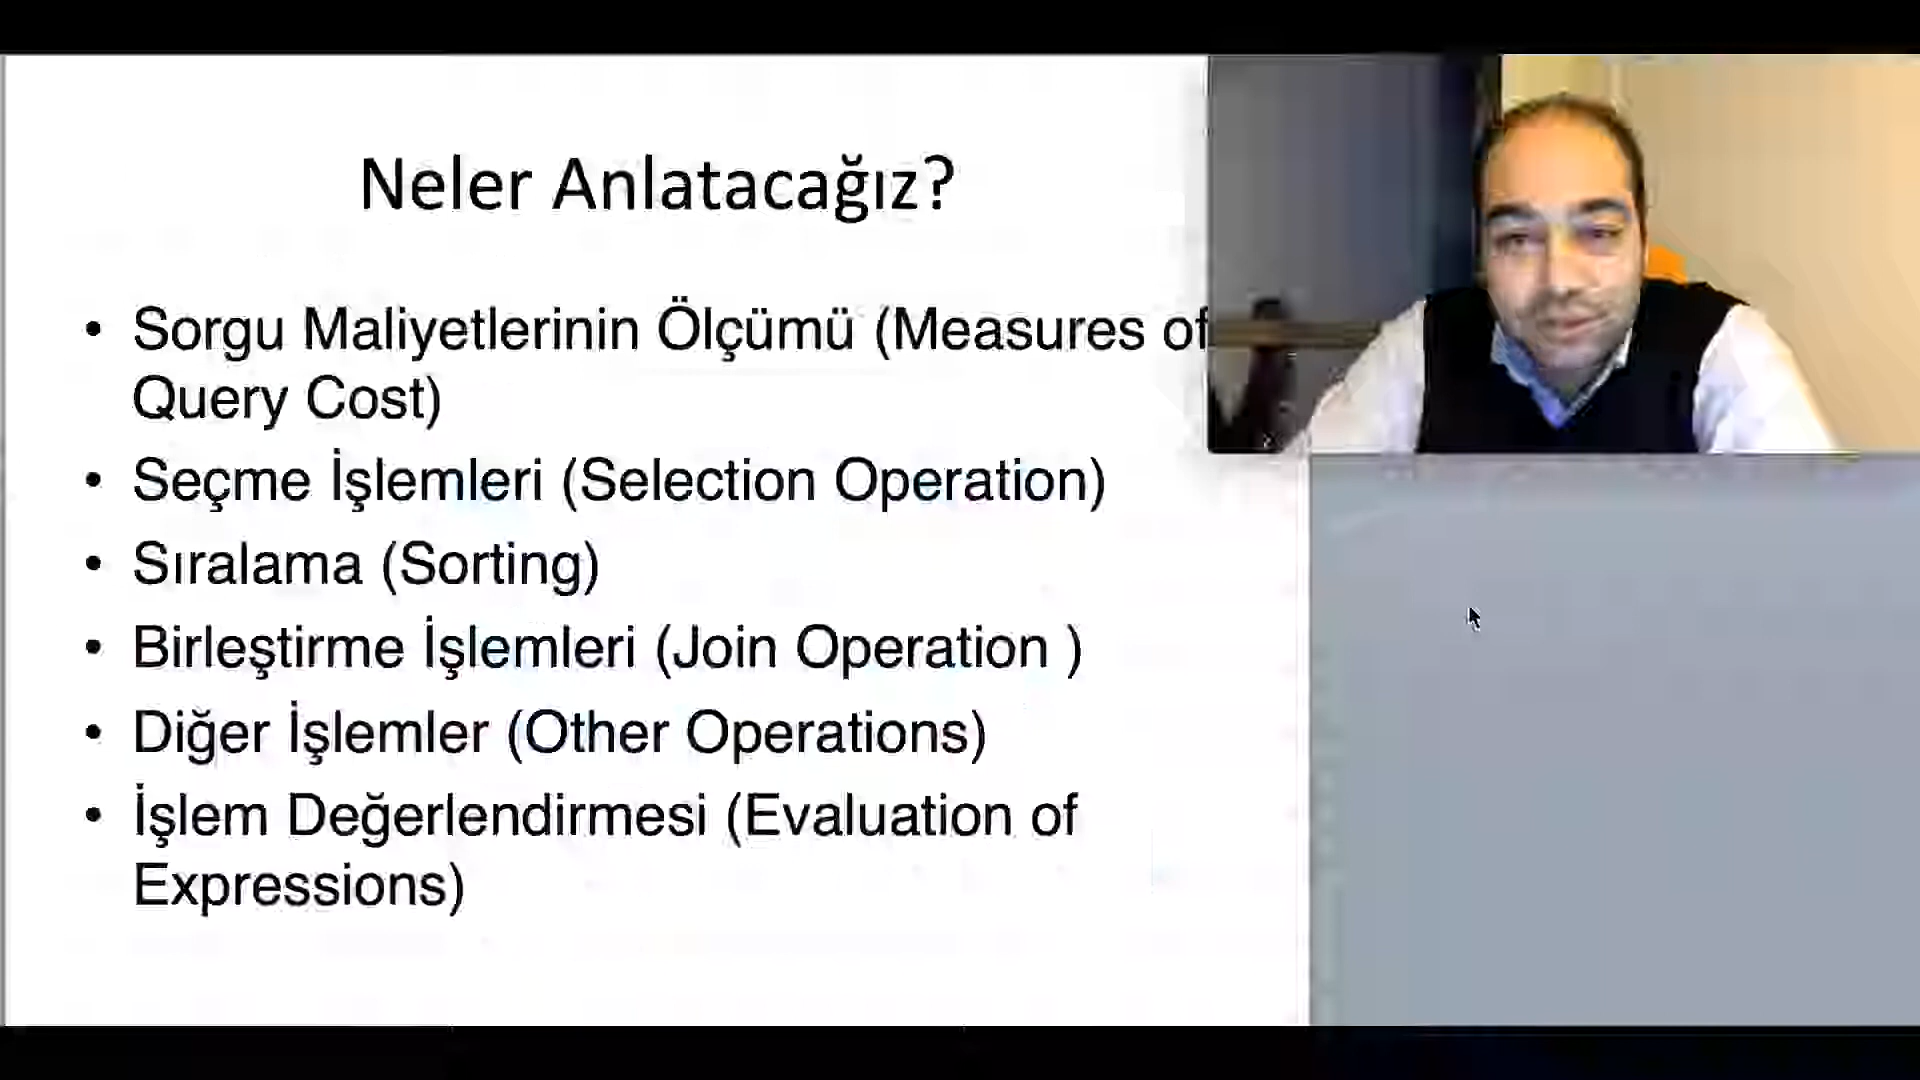 Neler Anlatacağız?
• Sorgu Maliyetlerinin Ölçümü (Measures of
Query Cost)
• Seçme İşlemleri (Selection Operation)
• Sıralama (Sorting)
• Birleştirme İşlemleri (Join Operation )
• Diğer İşlemler (Other Operations)
• İşlem Değerlendirmesi (Evaluation of
Expressions)